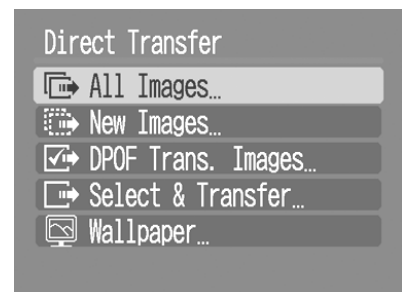 Direct Transfer
All Images...
New Images...
DPOF Trans. Images...
Select & Transfer...
Wallpaper...